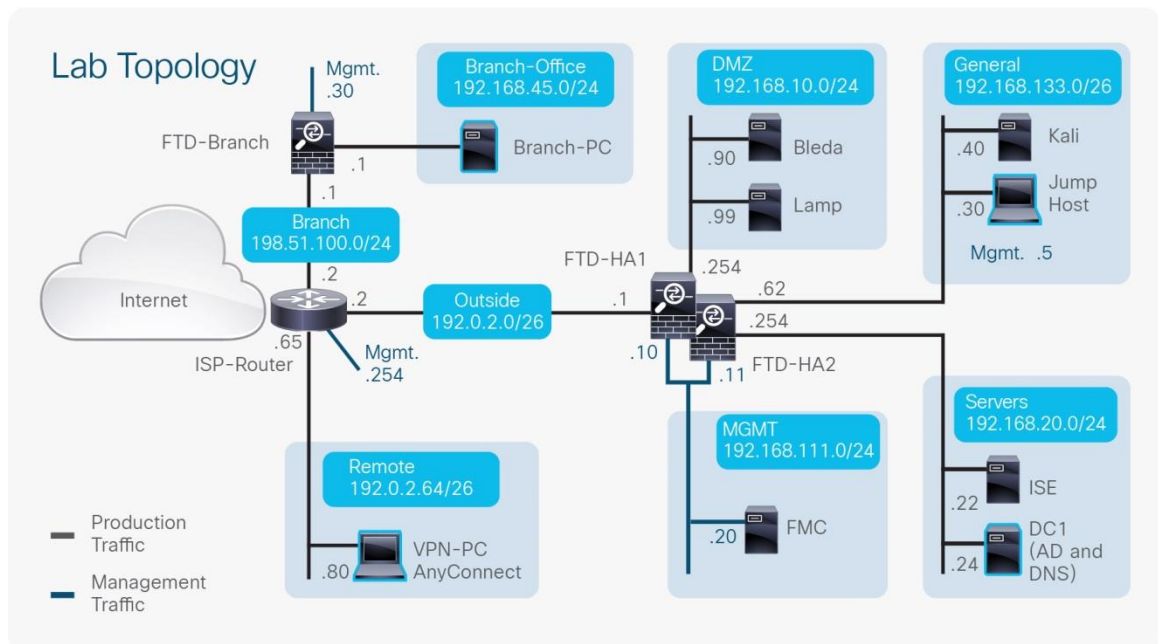 Lab Topology
Mgmt.
.30
Branch-Office
192.168.45.0/24
FTD-Branch
.1
Branch-PC
.1
Branch
198.51.100.0/24
.2
Internet
.2
Outside
192.0.2.0/26
.1
.65
ISP-Router
Mgmt.
.254
Remote
192.0.2.64/26
.80
VPN-PC
AnyConnect
Production
Traffic
Management
Traffic
DMZ
192.168.10.0/24
.90
Bleda
.99
Lamp
FTD-HA1
.254
.62
.254
.10
.11
FTD-HA2
MGMT
192.168.111.0/24
.20
FMC
General
192.168.133.0/26
.40
Kali
.30
Jump
Host
Mgmt. .5
Servers
192.168.20.0/24
.22
ISE
.24
DC1
(AD and
DNS)